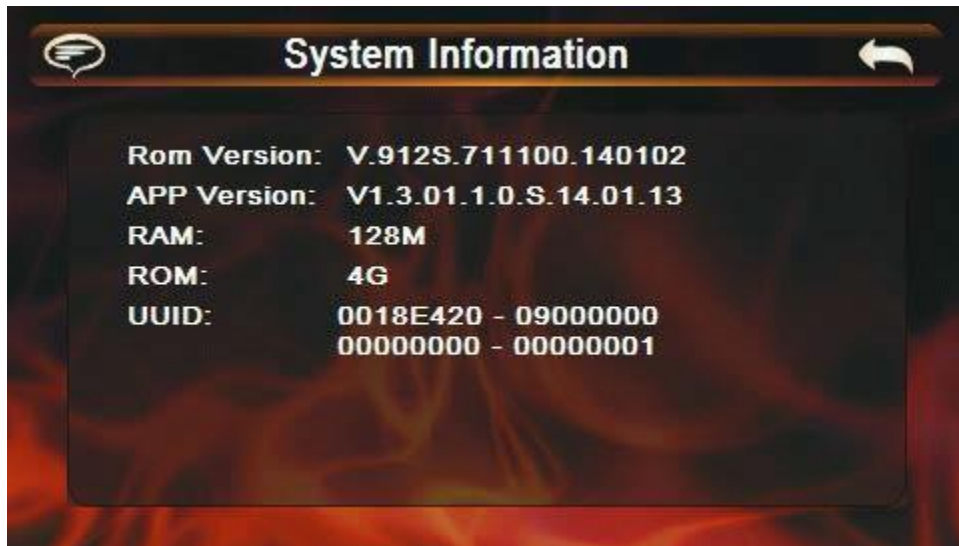 System Information
Rom Version: V.912S.711100.140102
APP Version: V1.3.01.1.0.S.14.01.13
RAM: 128M
ROM: 4G
UUID: 0018E420 - 09000000
00000000 - 00000001